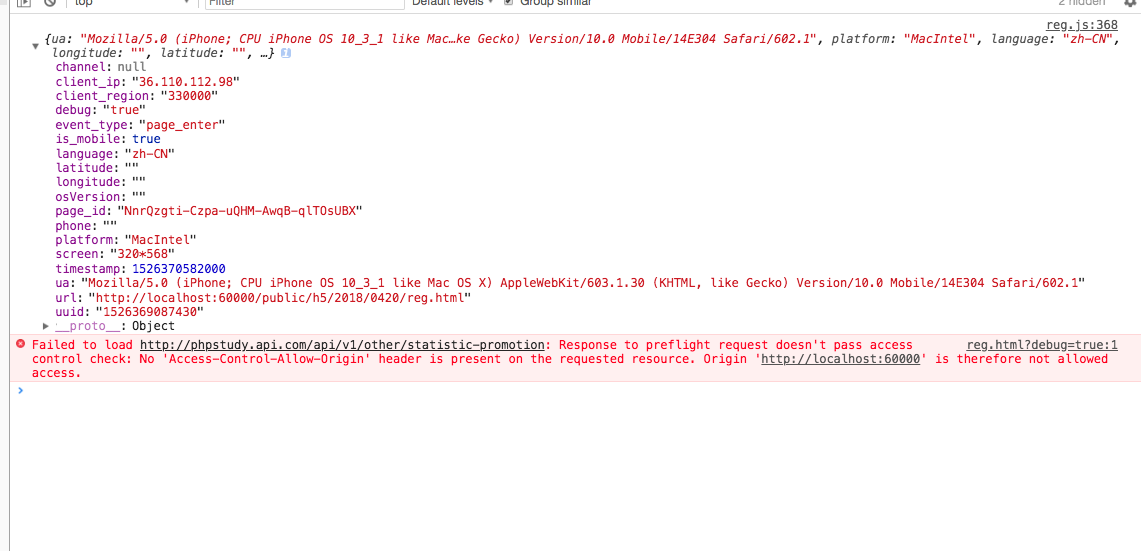 top
Filter
Default levels
Group similar
2 hidden
reg.js:368
{ua: "Mozilla/5.0 (iPhone; CPU iPhone OS 10_3_1 like Mac…ke Gecko) Version/10.0 Mobile/14E304 Safari/602.1", platform: "MacIntel", language: "zh-CN",
longitude: "", latitude: "", …}
channel: null
client_ip: "36.110.112.98"
client_region: "330000"
debug: "true"
event_type: "page_enter"
is_mobile: true
language: "zh-CN"
latitude: ""
longitude: ""
osVersion: ""
page_id: "NnrQzgti-Czpa-uQHM-AwqB-qlTOsUBX"
phone: ""
platform: "MacIntel"
screen: "320*568"
timestamp: 1526370582000
ua: "Mozilla/5.0 (iPhone; CPU iPhone OS 10_3_1 like Mac OS X) AppleWebKit/603.1.30 (KHTML, like Gecko) Version/10.0 Mobile/14E304 Safari/602.1"
url: "http://localhost:60000/public/h5/2018/0420/reg.html"
uuid: "1526369087430"
__proto__: Object
Failed to load http://phpstudy.api.com/api/v1/other/statistic-promotion: Response to preflight request doesn't pass access
reg.html?debug=true:1
control check: No 'Access-Control-Allow-Origin' header is present on the requested resource. Origin 'http://localhost:60000' is therefore not allowed
access.